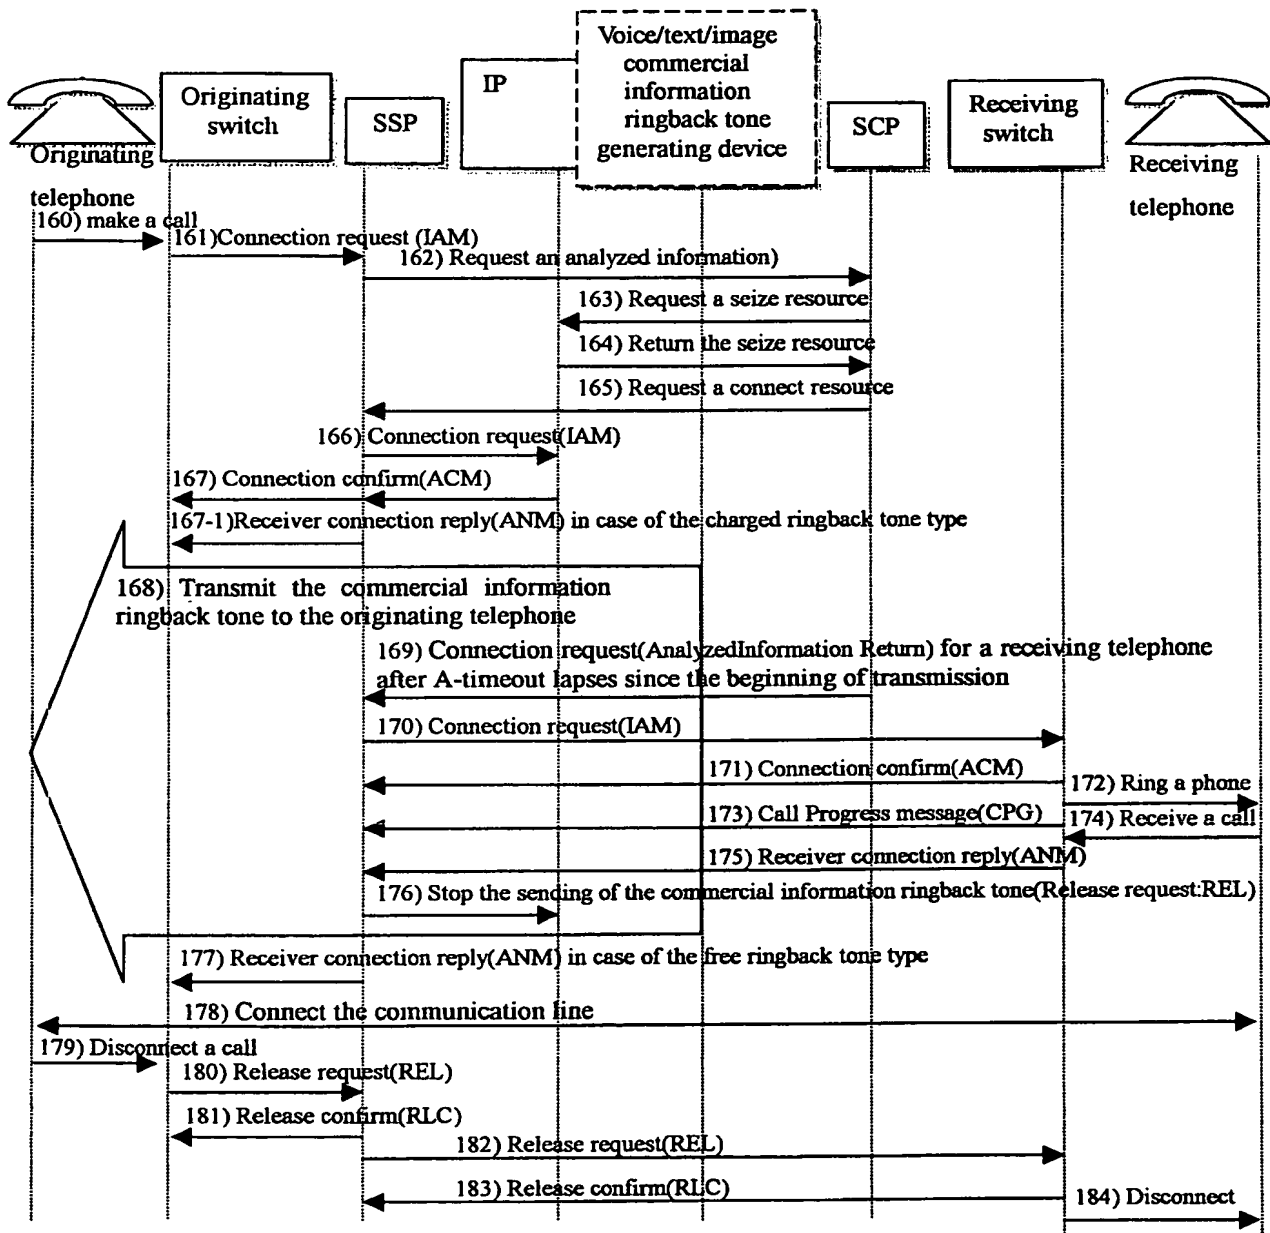 Voice/text/image
commercial
information
ringback tone
generating device
IP
Originating
switch
SSP
SCP
Receiving
switch
Originating
telephone
Receiving
telephone
160) make a call
161)Connection request (IAM)
162) Request an analyzed information)
163) Request a seize resource
164) Return the seize resource
165) Request a connect resource
166) Connection request(IAM)
167) Connection confirm(ACM)
167-1)Receiver connection reply(ANM) in case of the charged ringback tone type
168) Transmit the commercial information
ringback tone to the originating telephone
169) Connection request(AnalyzedInformation Return) for a receiving telephone
after A-timeout lapses since the beginning of transmission
170) Connection request(IAM)
171) Connection confirm(ACM)
172) Ring a phone
173) Call Progress message(CPG)
174) Receive a call
175) Receiver connection reply(ANM)
176) Stop the sending of the commercial information ringback tone(Release request:REL)
177) Receiver connection reply(ANM) in case of the free ringback tone type
178) Connect the communication line
179) Disconnect a call
180) Release request(REL)
181) Release confirm(RLC)
182) Release request(REL)
183) Release confirm(RLC)
184) Disconnect